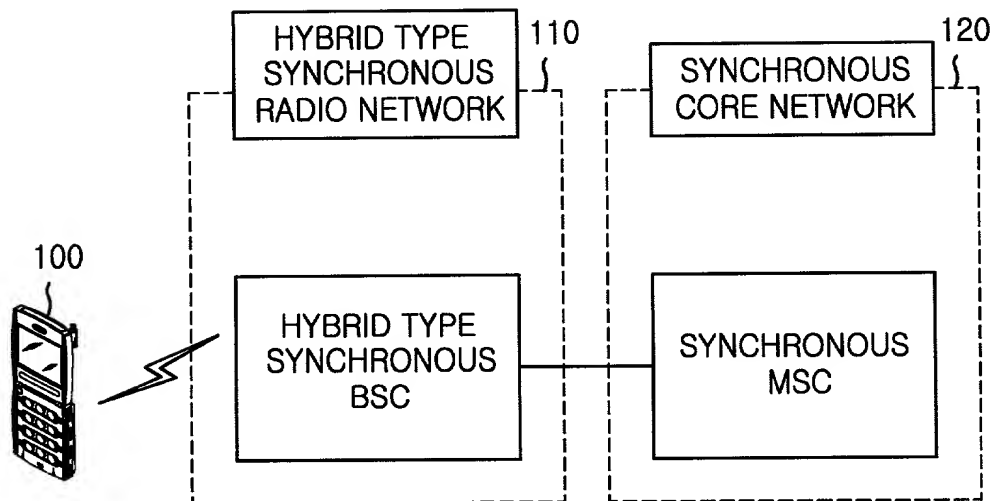 HYBRID TYPE
SYNCHRONOUS
RADIO NETWORK
110
SYNCHRONOUS
CORE NETWORK
120
100
HYBRID TYPE
SYNCHRONOUS
BSC
SYNCHRONOUS
MSC